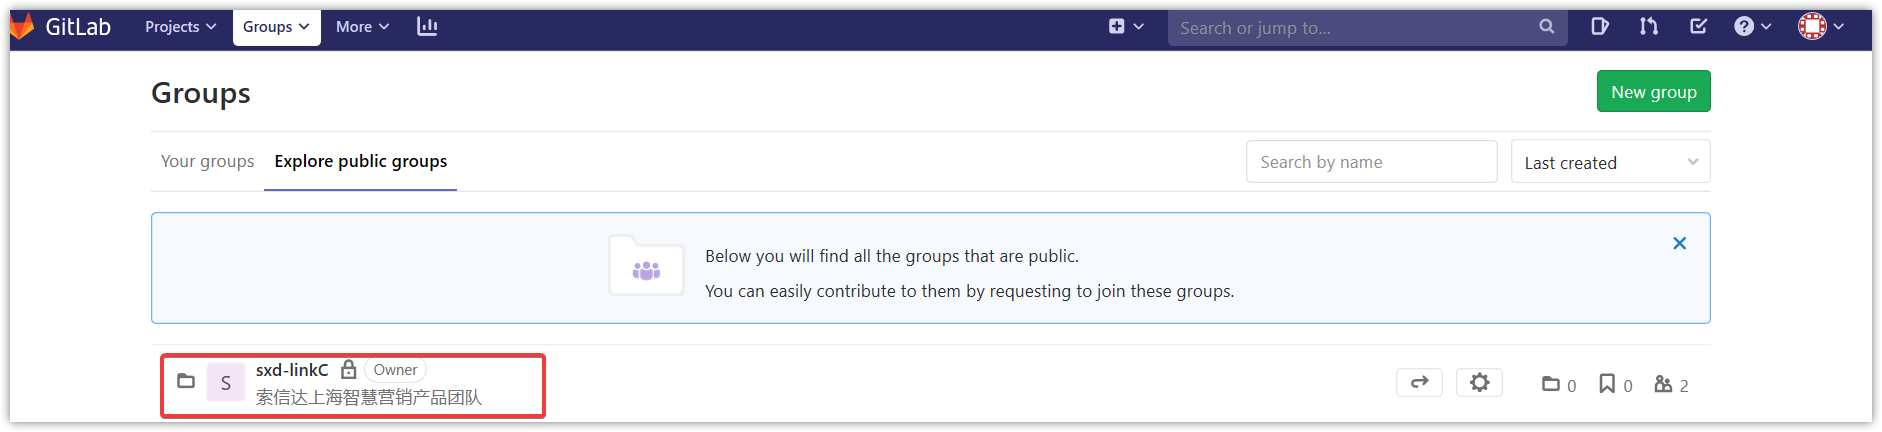 GitLab Projects Groups More Search or jump to...
Groups
New group
Your groups Explore public groups Search by name Last created
Below you will find all the groups that are public.
You can easily contribute to them by requesting to join these groups.
S sxd-linkC Owner
索信达上海智慧营销产品团队
0 0 2